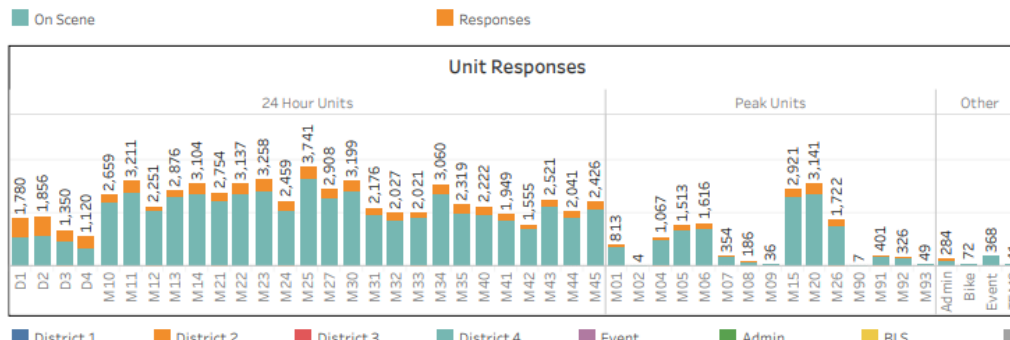 On Scene Responses
Unit Responses
24 Hour Units Peak Units Other
1,780 1,856 1,350 1,120 2,659 3,211 2,251 2,876 3,104 2,754 3,137 3,258 2,459 3,741 2,908 3,199 2,176 2,027 2,021 3,060 2,319 2,222 1,949 1,555 2,521 2,041 2,426 813 4 1,067 1,513 1,616 354 186 36 2,921 3,141 1,722 7 401 326 49 284 72 368
D1 D2 D3 D4 M10 M11 M12 M13 M14 M21 M22 M23 M24 M25 M27 M30 M31 M32 M33 M34 M35 M40 M41 M42 M43 M44 M45 M01 M02 M04 M05 M06 M07 M08 M09 M15 M20 M26 M90 M91 M92 M93 Admin Bike Event
District 1 District 2 District 3 District 4 Event Admin BLS